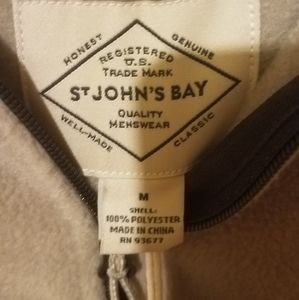 HONEST
GENUINE
REGISTERED
U.S.
TRADE MARK
ST JOHN'S BAY
QUALITY
MENSWEAR
WELL-MADE
CLASSIC
M
SHELL:
100% POLYESTER
MADE IN CHINA
RN 93677